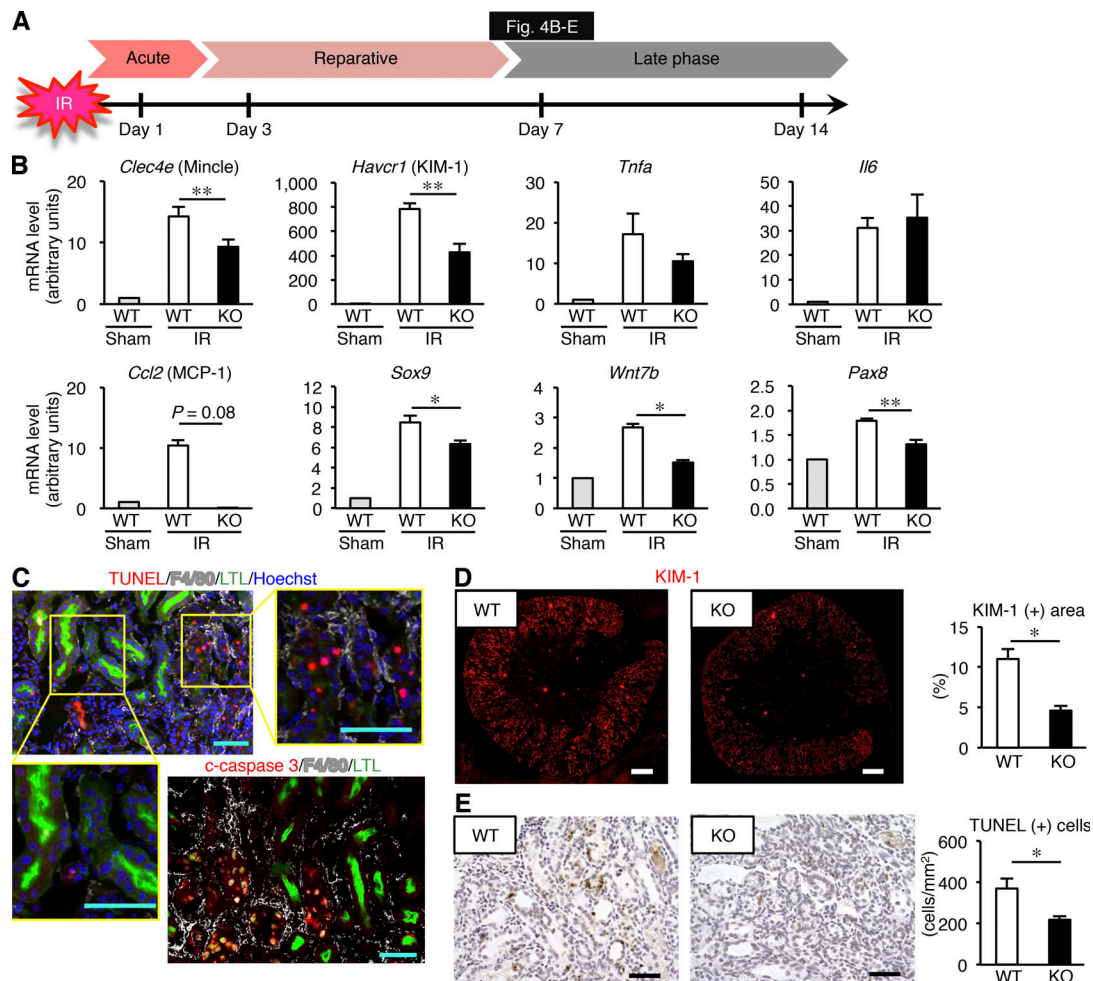 A
Fig. 4B-E
Acute
Reparative
Late phase
IR
Day 1
Day 3
Day 7
Day 14
B
Clec4e (Mincle)
Havcr1 (KIM-1)
Tnfa
Il6
mRNA level
(arbitrary units)
20
10
0
**
WT
WT
KO
Sham
IR
1,000
800
600
400
200
0
**
WT
WT
KO
Sham
IR
30
20
10
0
WT
WT
KO
Sham
IR
50
40
30
20
10
0
WT
WT
KO
Sham
IR
Ccl2 (MCP-1)
Sox9
Wnt7b
Pax8
mRNA level
(arbitrary units)
20
10
0
P = 0.08
WT
WT
KO
Sham
IR
12
10
8
6
4
2
0
*
WT
WT
KO
Sham
IR
4
3
2
1
0
*
WT
WT
KO
Sham
IR
2.5
2.0
1.5
1.0
0.5
0.0
**
WT
WT
KO
Sham
IR
C
TUNEL/F4/80/LTL/Hoechst
c-caspase 3/F4/80/LTL
D
KIM-1
WT
KO
KIM-1 (+) area
(%)
15
10
5
0
*
WT
KO
E
WT
KO
TUNEL (+) cells
(cells/mm²)
600
400
200
0
*
WT
KO